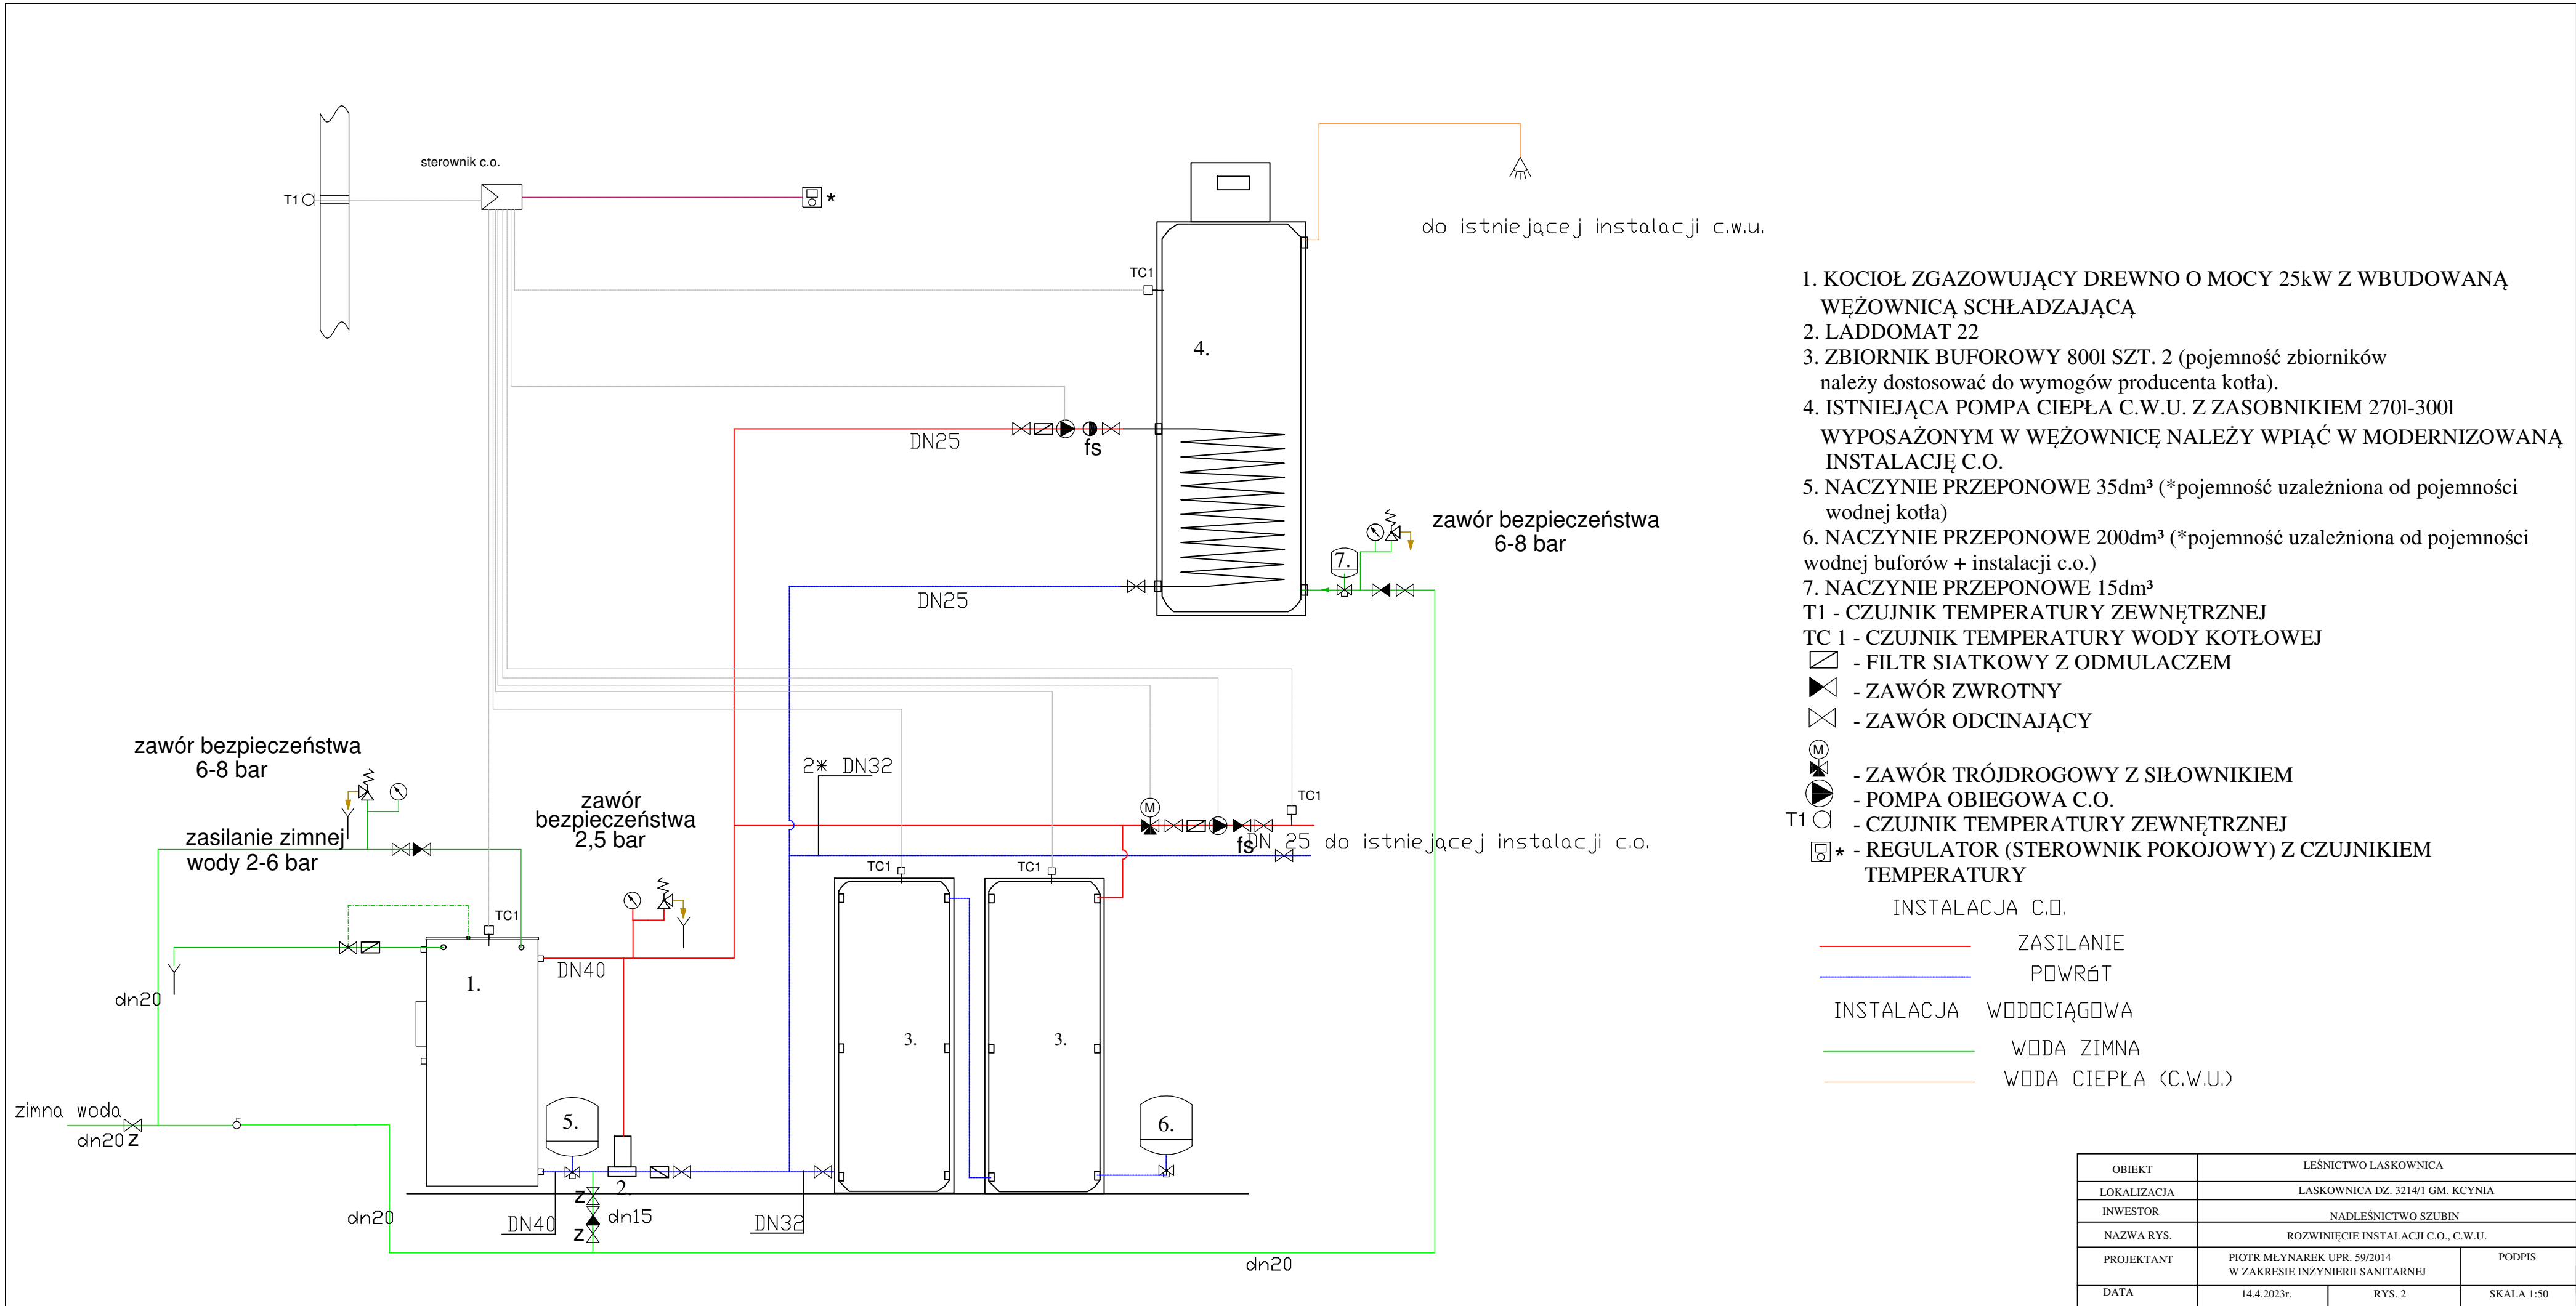 sterownik c.o.
T1
*
do istniejącej instalacji c.w.u.
TC1
4.
DN25
fs
zawór bezpieczeństwa
6-8 bar
7.
DN25
zawór bezpieczeństwa
6-8 bar
zasilanie zimnej
wody 2-6 bar
zawór
bezpieczeństwa
2,5 bar
2* DN32
M
TC1
fs
DN 25 do istniejącej instalacji c.o.
TC1
TC1
TC1
DN40
1.
dn20
3.
3.
zimna woda
dn20 z
5.
6.
2.
z
dn15
z
dn20
DN40
DN32
dn20
1. KOCIOŁ ZGAZOWUJĄCY DREWNO O MOCY 25kW Z WBUDOWANĄ
WĘŻOWNICĄ SCHŁADZAJĄCĄ
2. LADDOMAT 22
3. ZBIORNIK BUFOROWY 800l SZT. 2 (pojemność zbiorników
należy dostosować do wymogów producenta kotła).
4. ISTNIEJĄCA POMPA CIEPŁA C.W.U. Z ZASOBNIKIEM 270l-300l
WYPOSAŻONYM W WĘŻOWNICĘ NALEŻY WPIĄĆ W MODERNIZOWANĄ
INSTALACJĘ C.O.
5. NACZYNIE PRZEPONOWE 35dm³ (*pojemność uzależniona od pojemności
wodnej kotła)
6. NACZYNIE PRZEPONOWE 200dm³ (*pojemność uzależniona od pojemności
wodnej buforów + instalacji c.o.)
7. NACZYNIE PRZEPONOWE 15dm³
T1 - CZUJNIK TEMPERATURY ZEWNĘTRZNEJ
TC 1 - CZUJNIK TEMPERATURY WODY KOTŁOWEJ
- FILTR SIATKOWY Z ODMULACZEM
- ZAWÓR ZWROTNY
- ZAWÓR ODCINAJĄCY
M
- ZAWÓR TRÓJDROGOWY Z SIŁOWNIKIEM
- POMPA OBIEGOWA C.O.
T1 - CZUJNIK TEMPERATURY ZEWNĘTRZNEJ
* - REGULATOR (STEROWNIK POKOJOWY) Z CZUJNIKIEM
TEMPERATURY
INSTALACJA C.O.
ZASILANIE
POWRóT
INSTALACJA WODOCIĄGOWA
WODA ZIMNA
WODA CIEPŁA (C.W.U.)
OBIEKT LEŚNICTWO LASKOWNICA
LOKALIZACJA LASKOWNICA DZ. 3214/1 GM. KCYNIA
INWESTOR NADLEŚNICTWO SZUBIN
NAZWA RYS. ROZWINIĘCIE INSTALACJI C.O., C.W.U.
PROJEKTANT PIOTR MŁYNAREK UPR. 59/2014 PODPIS
W ZAKRESIE INŻYNIERII SANITARNEJ
DATA 14.4.2023r. RYS. 2 SKALA 1:50